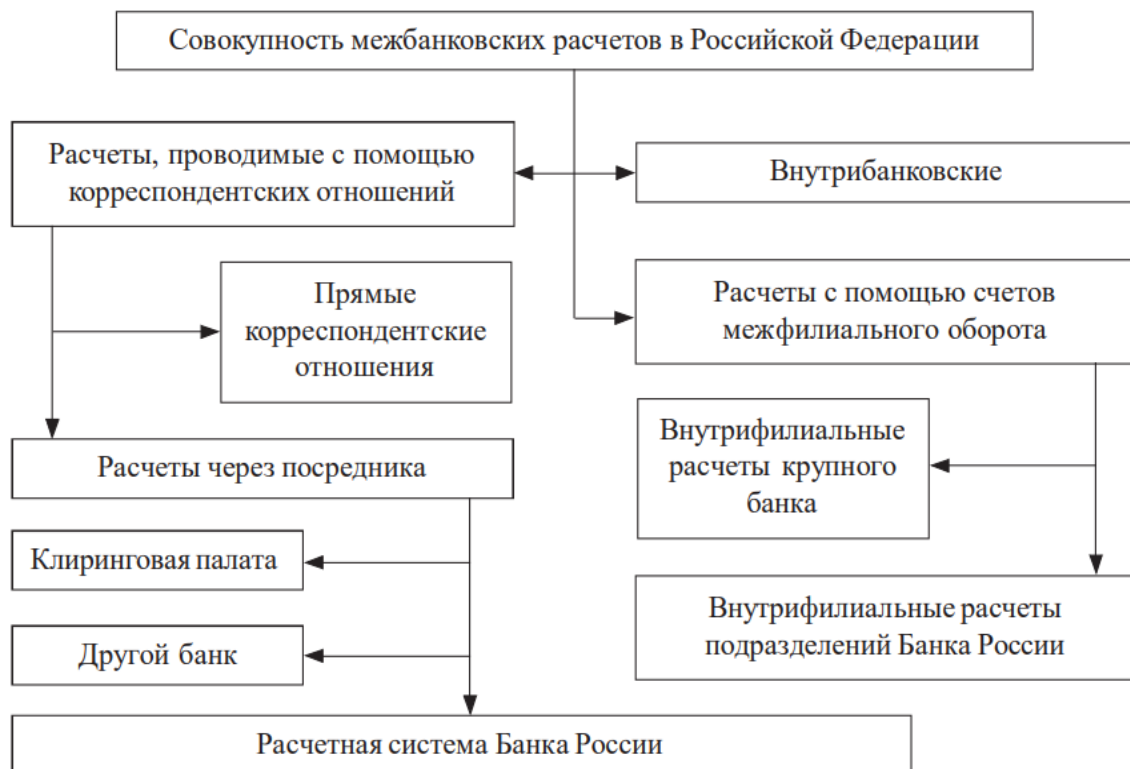 Совокупность межбанковских расчетов в Российской Федерации
Расчеты, проводимые с помощью
корреспондентских отношений
Внутрибанковские
Прямые
корреспондентские
отношения
Расчеты с помощью счетов
межфилиального оборота
Расчеты через посредника
Внутрифилиальные
расчеты крупного
банка
Клиринговая палата
Внутрифилиальные расчеты
подразделений Банка России
Другой банк
Расчетная система Банка России